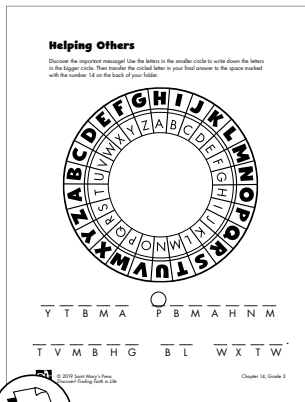 Helping Others
Discover the important message! Use the letters in the smaller circle to write down the letters
in the bigger circle. Then transfer the circled letter in your final answer to the space marked
with the number 14 on the back of your folder.
A B C D E F G H I J K L M N O P Q R S T U V W X Y Z
T U V W X Y Z A B C D E F G H I J K L M N O P Q R S
Y T B M A P B M A H N M
T V M B H G B L W X T W .
© 2019 Saint Mary's Press
Discover! Finding Faith in Life
Chapter 14, Grade 3